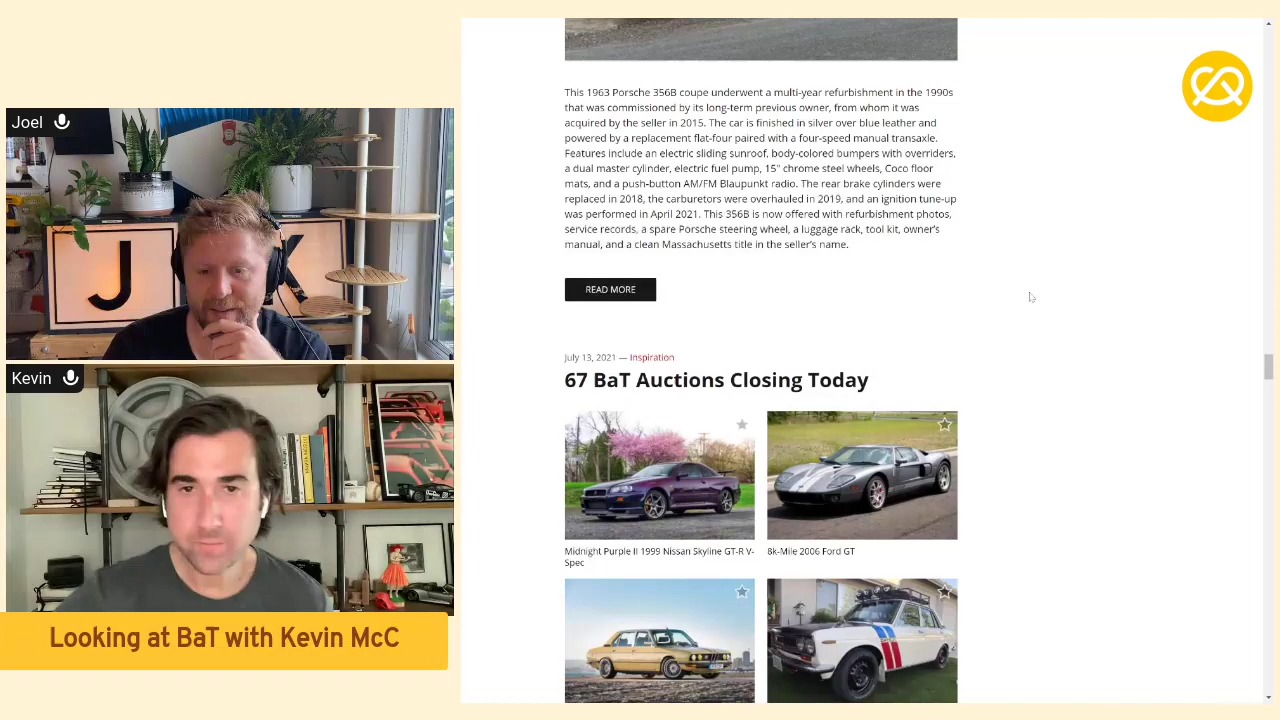 Joel
J K
Kevin
Looking at BaT with Kevin McC
This 1963 Porsche 356B coupe underwent a multi-year refurbishment in the 1990s
that was commissioned by its long-term previous owner, from whom it was
acquired by the seller in 2015. The car is finished in silver over blue leather and
powered by a replacement flat-four paired with a four-speed manual transaxle.
Features include an electric sliding sunroof, body-colored bumpers with overriders,
a dual master cylinder, electric fuel pump, 15" chrome steel wheels, Coco floor
mats, and a push-button AM/FM Blaupunkt radio. The rear brake cylinders were
replaced in 2018, the carburetors were overhauled in 2019, and an ignition tune-up
was performed in April 2021. This 356B is now offered with refurbishment photos,
service records, a spare Porsche steering wheel, a luggage rack, tool kit, owner’s
manual, and a clean Massachusetts title in the seller’s name.
READ MORE
July 13, 2021 — Inspiration
67 BaT Auctions Closing Today
Midnight Purple II 1999 Nissan Skyline GT-R V-
Spec
8k-Mile 2006 Ford GT